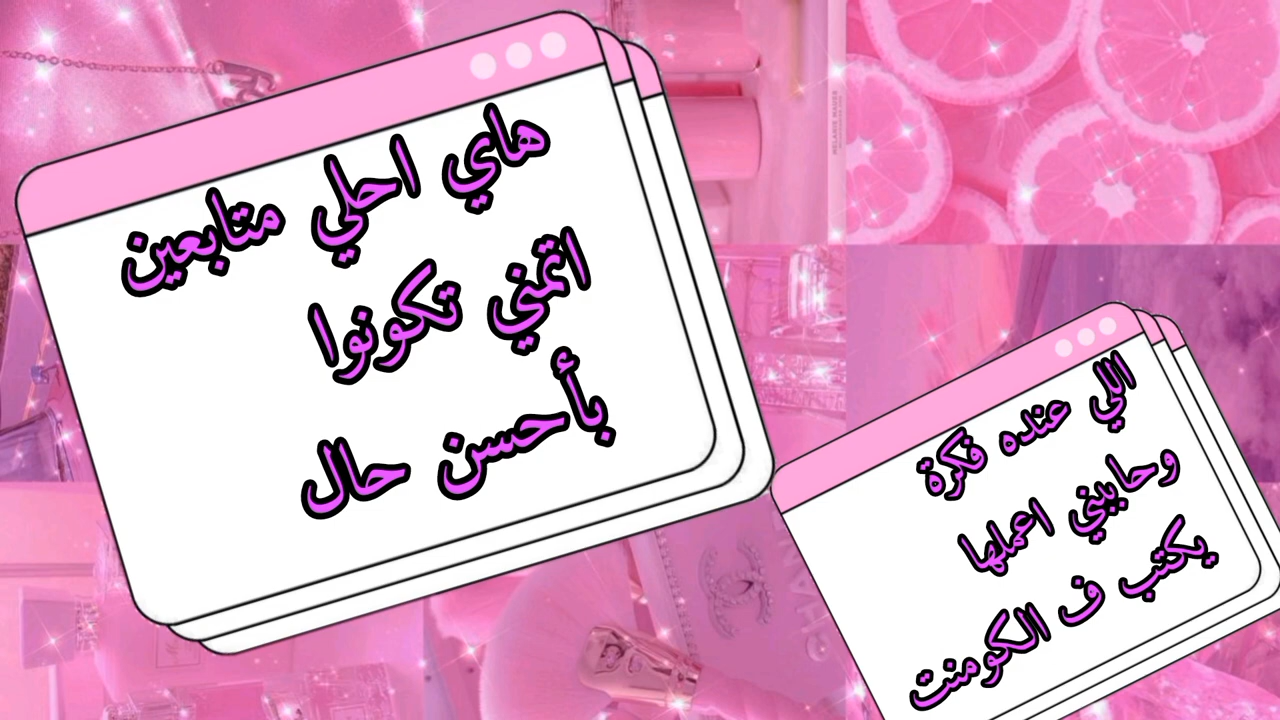 هاي احلي متابعين
اتمني تكونوا
بأحسن حال
اللي عنده فكرة
وحابيني اعملها
يكتب ف الكومنت